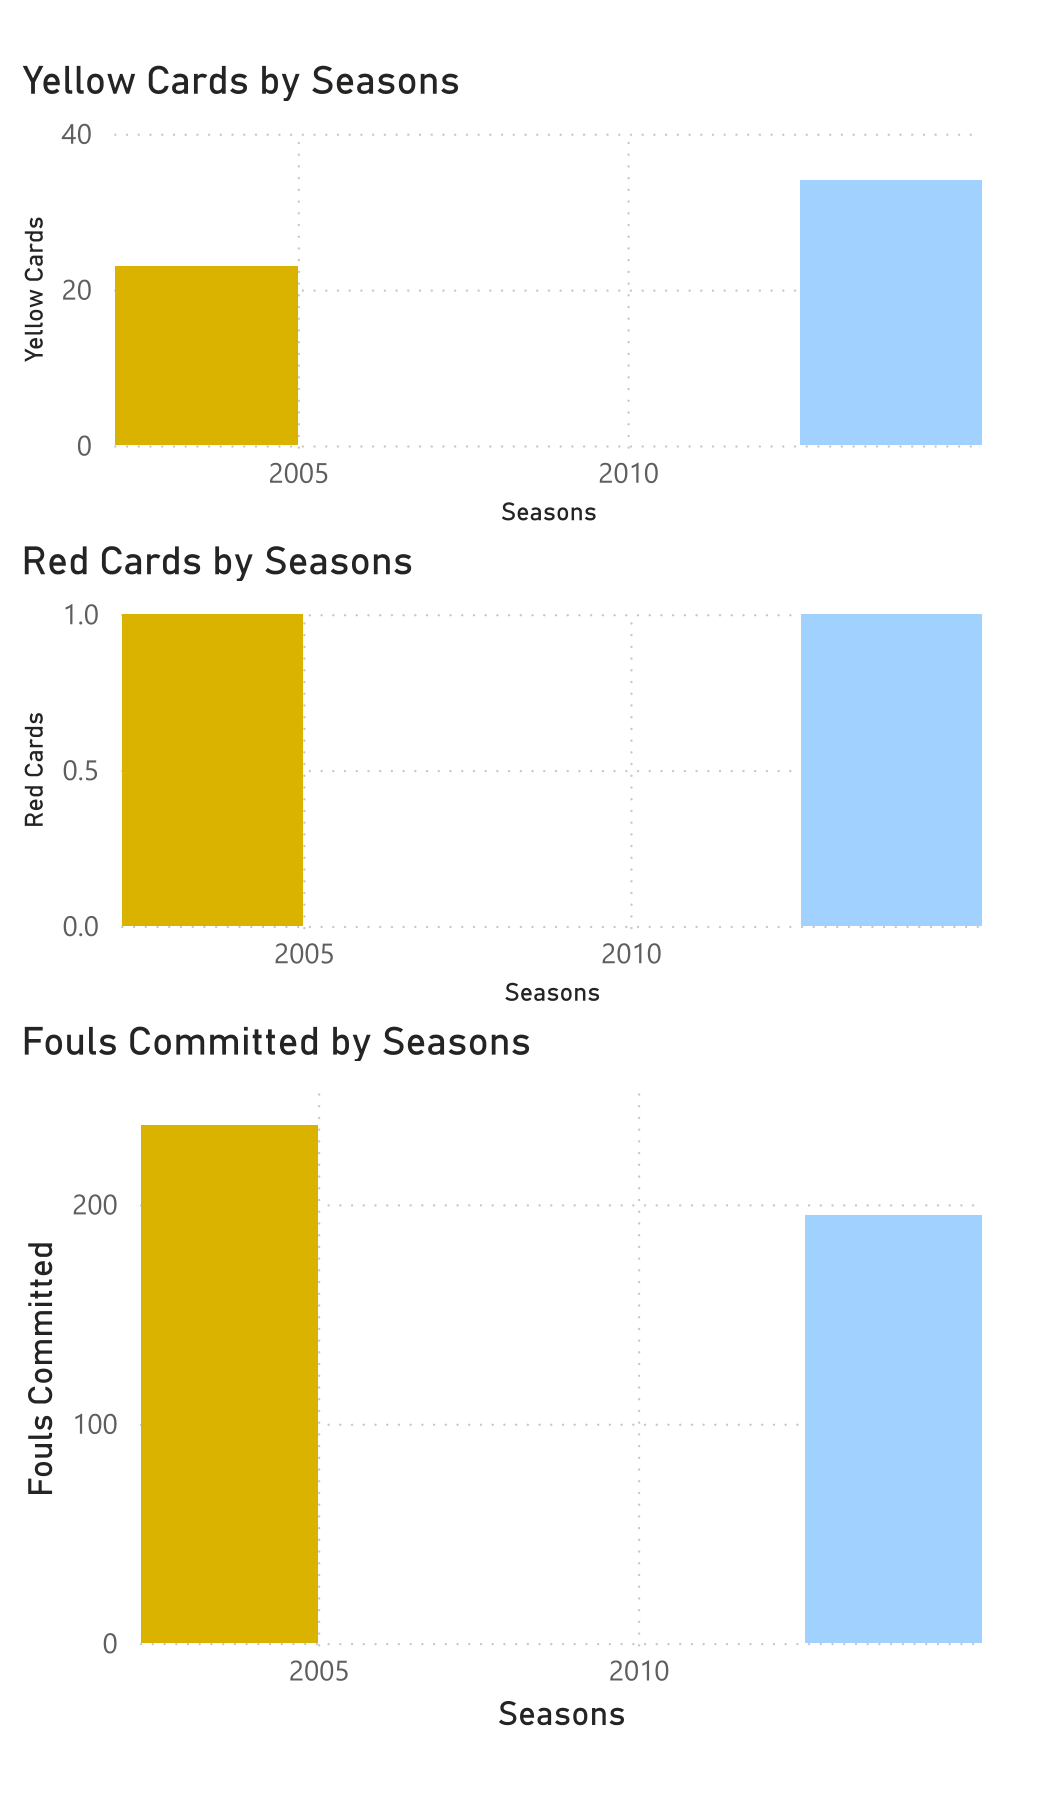 Yellow Cards by Seasons
40
20
0
Yellow Cards
2005 2010
Seasons
Red Cards by Seasons
1.0
0.5
0.0
Red Cards
2005 2010
Seasons
Fouls Committed by Seasons
200
100
0
Fouls Committed
2005 2010
Seasons